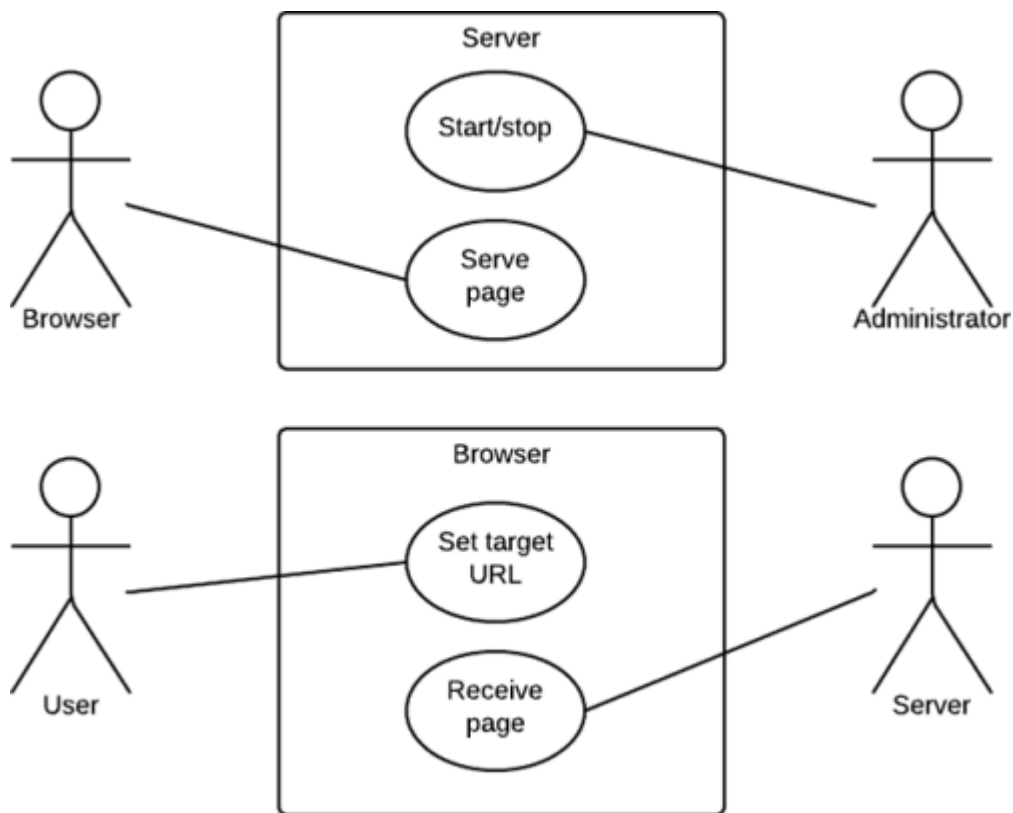 Server
Start/stop
Serve
page
Browser
Administrator
Browser
Set target
URL
Receive
page
User
Server